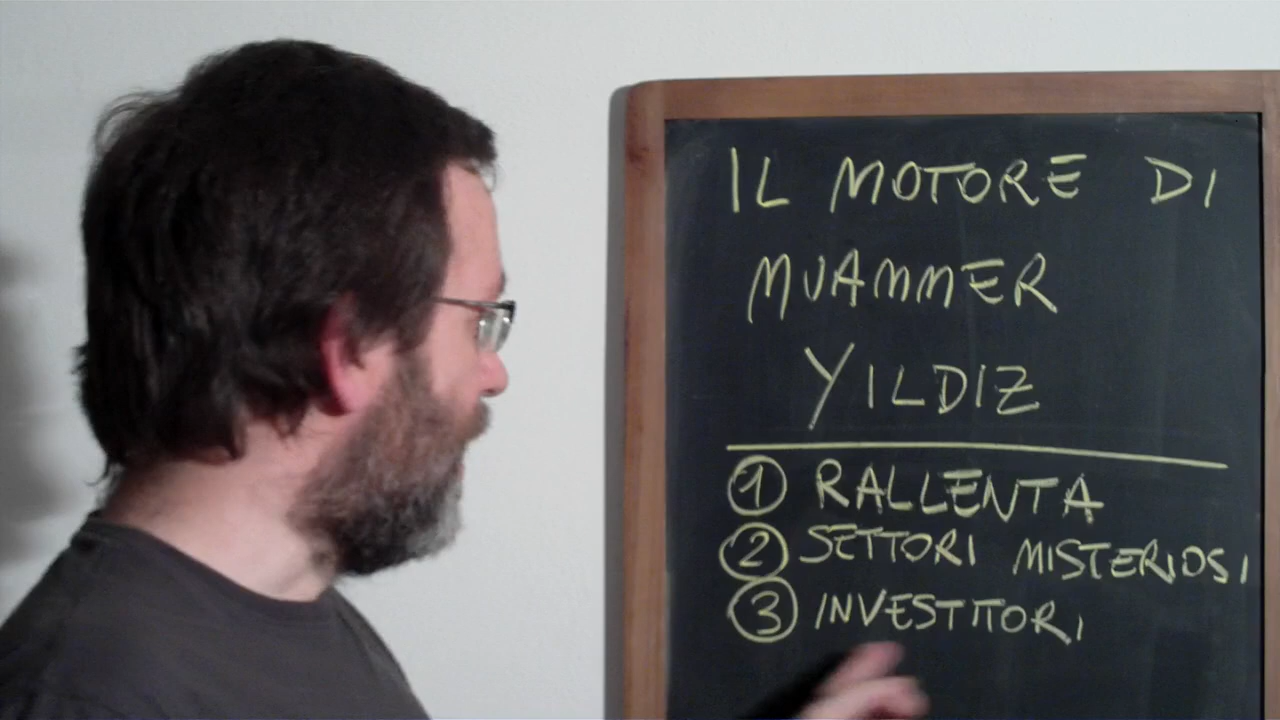 IL MOTORE DI
MUAMMER
YILDIZ
1 RALLENTA
2 SETTORI MISTERIOSI
3 INVESTITORI